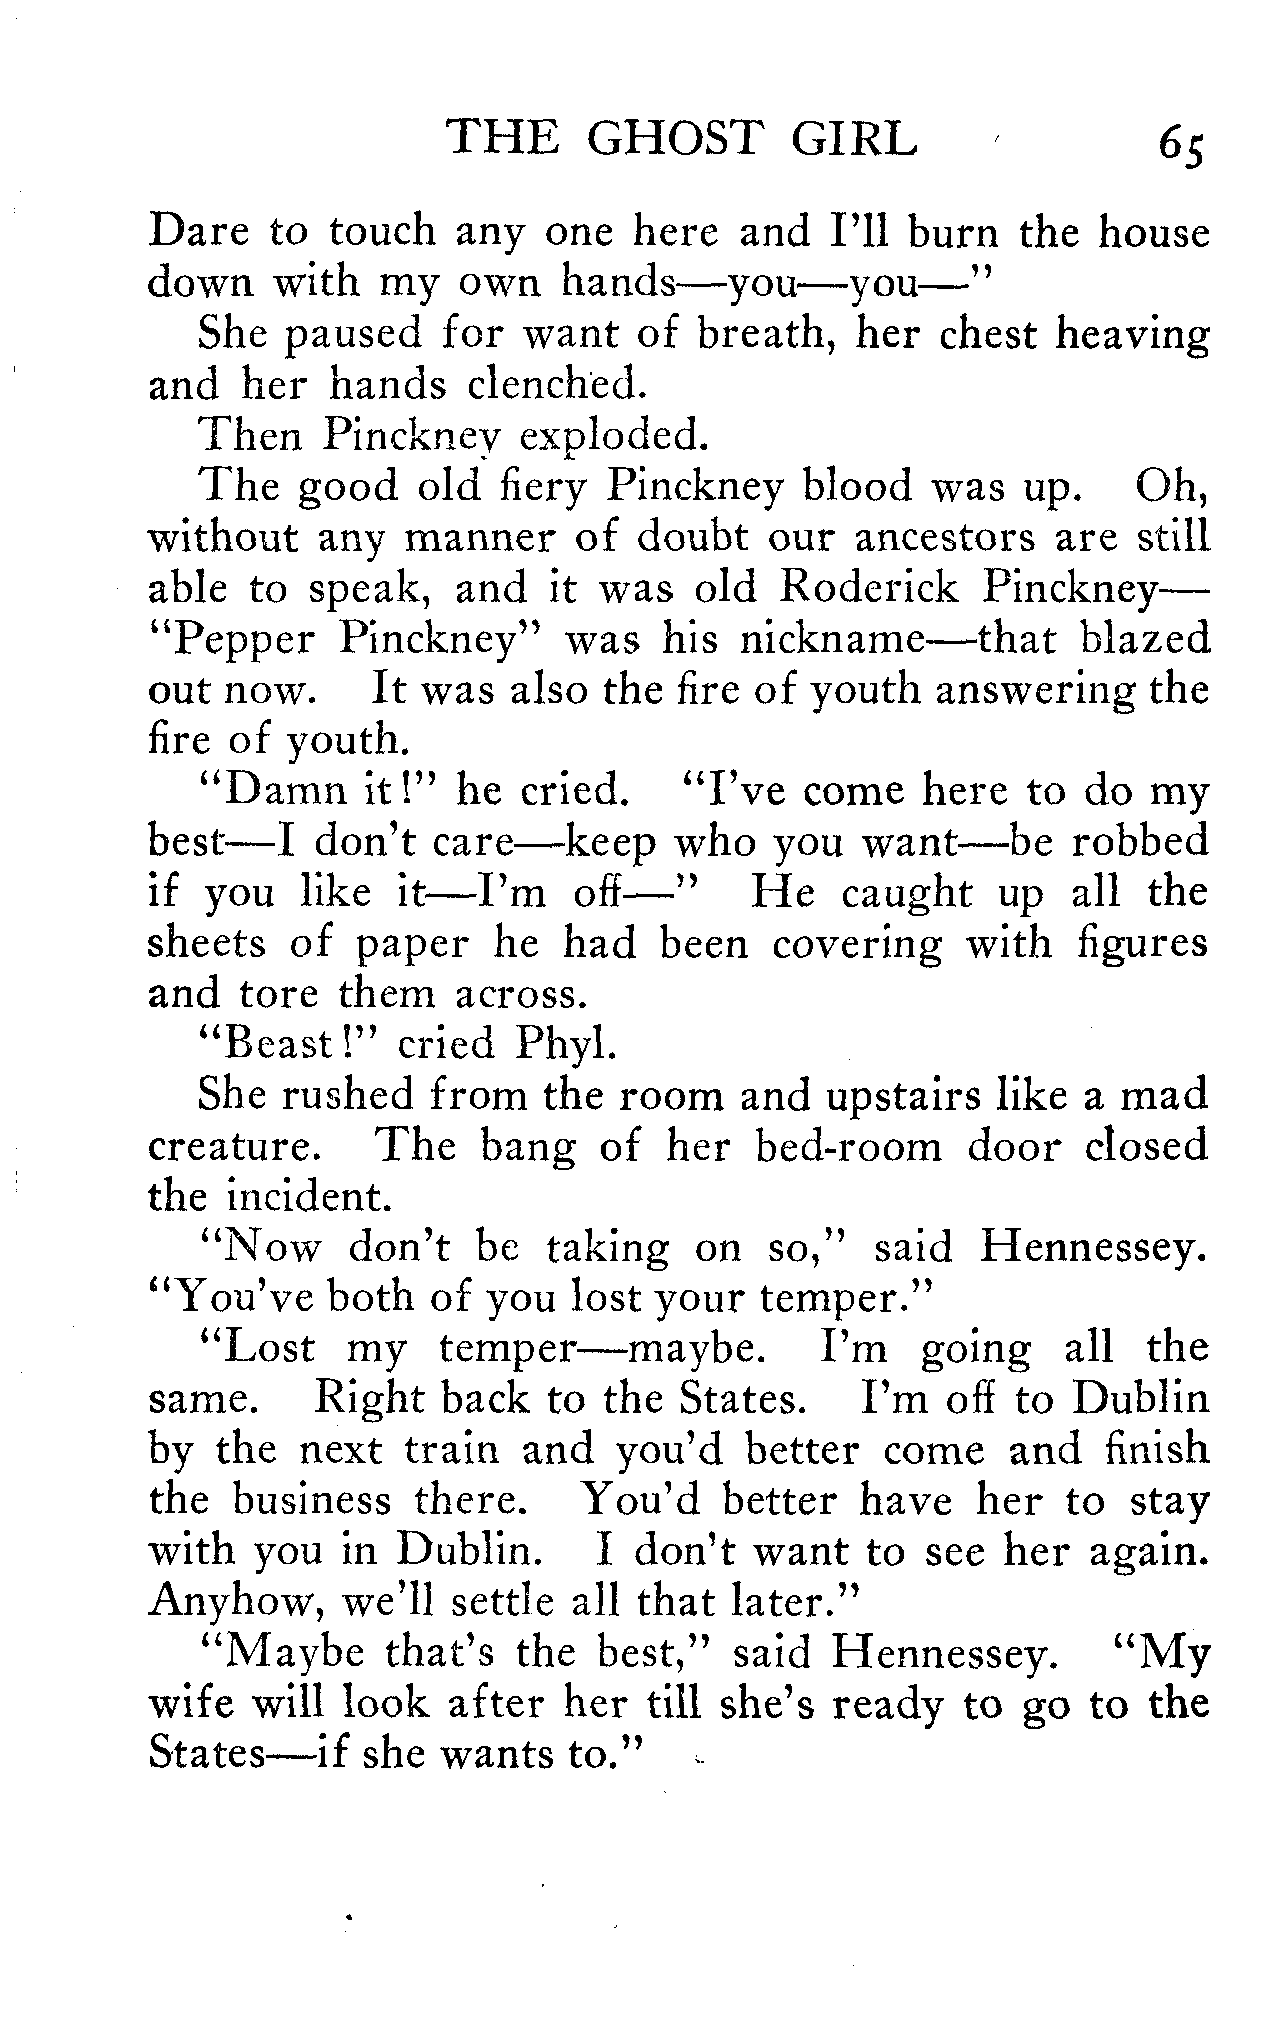 THE GHOST GIRL 65
Dare to touch any one here and I'll burn the house
down with my own hands—you—you—"
She paused for want of breath, her chest heaving
and her hands clenched.
Then Pinckney exploded.
The good old fiery Pinckney blood was up. Oh,
without any manner of doubt our ancestors are still
able to speak, and it was old Roderick Pinckney—
"Pepper Pinckney" was his nickname—that blazed
out now. It was also the fire of youth answering the
fire of youth.
"Damn it!" he cried. "I've come here to do my
best—I don't care—keep who you want—be robbed
if you like it—I'm off—" He caught up all the
sheets of paper he had been covering with figures
and tore them across.
"Beast!" cried Phyl.
She rushed from the room and upstairs like a mad
creature. The bang of her bed-room door closed
the incident.
"Now don't be taking on so," said Hennessey.
"You've both of you lost your temper."
"Lost my temper—maybe. I'm going all the
same. Right back to the States. I'm off to Dublin
by the next train and you'd better come and finish
the business there. You'd better have her to stay
with you in Dublin. I don't want to see her again.
Anyhow, we'll settle all that later."
"Maybe that's the best," said Hennessey. "My
wife will look after her till she's ready to go to the
States—if she wants to."